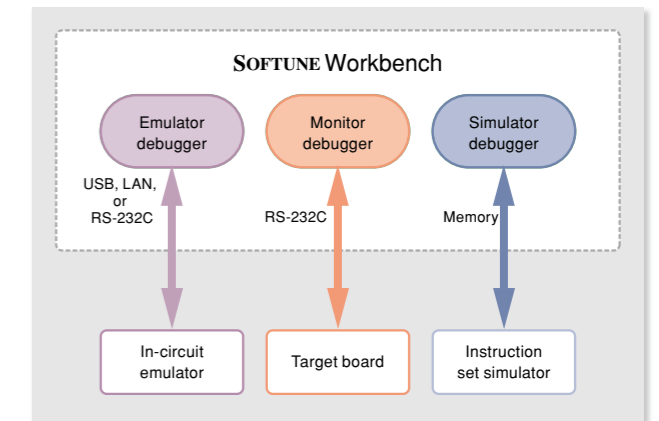 SOFTUNE Workbench
Emulator
debugger
Monitor
debugger
Simulator
debugger
USB, LAN,
or
RS-232C
RS-232C
Memory
In-circuit
emulator
Target board
Instruction
set simulator